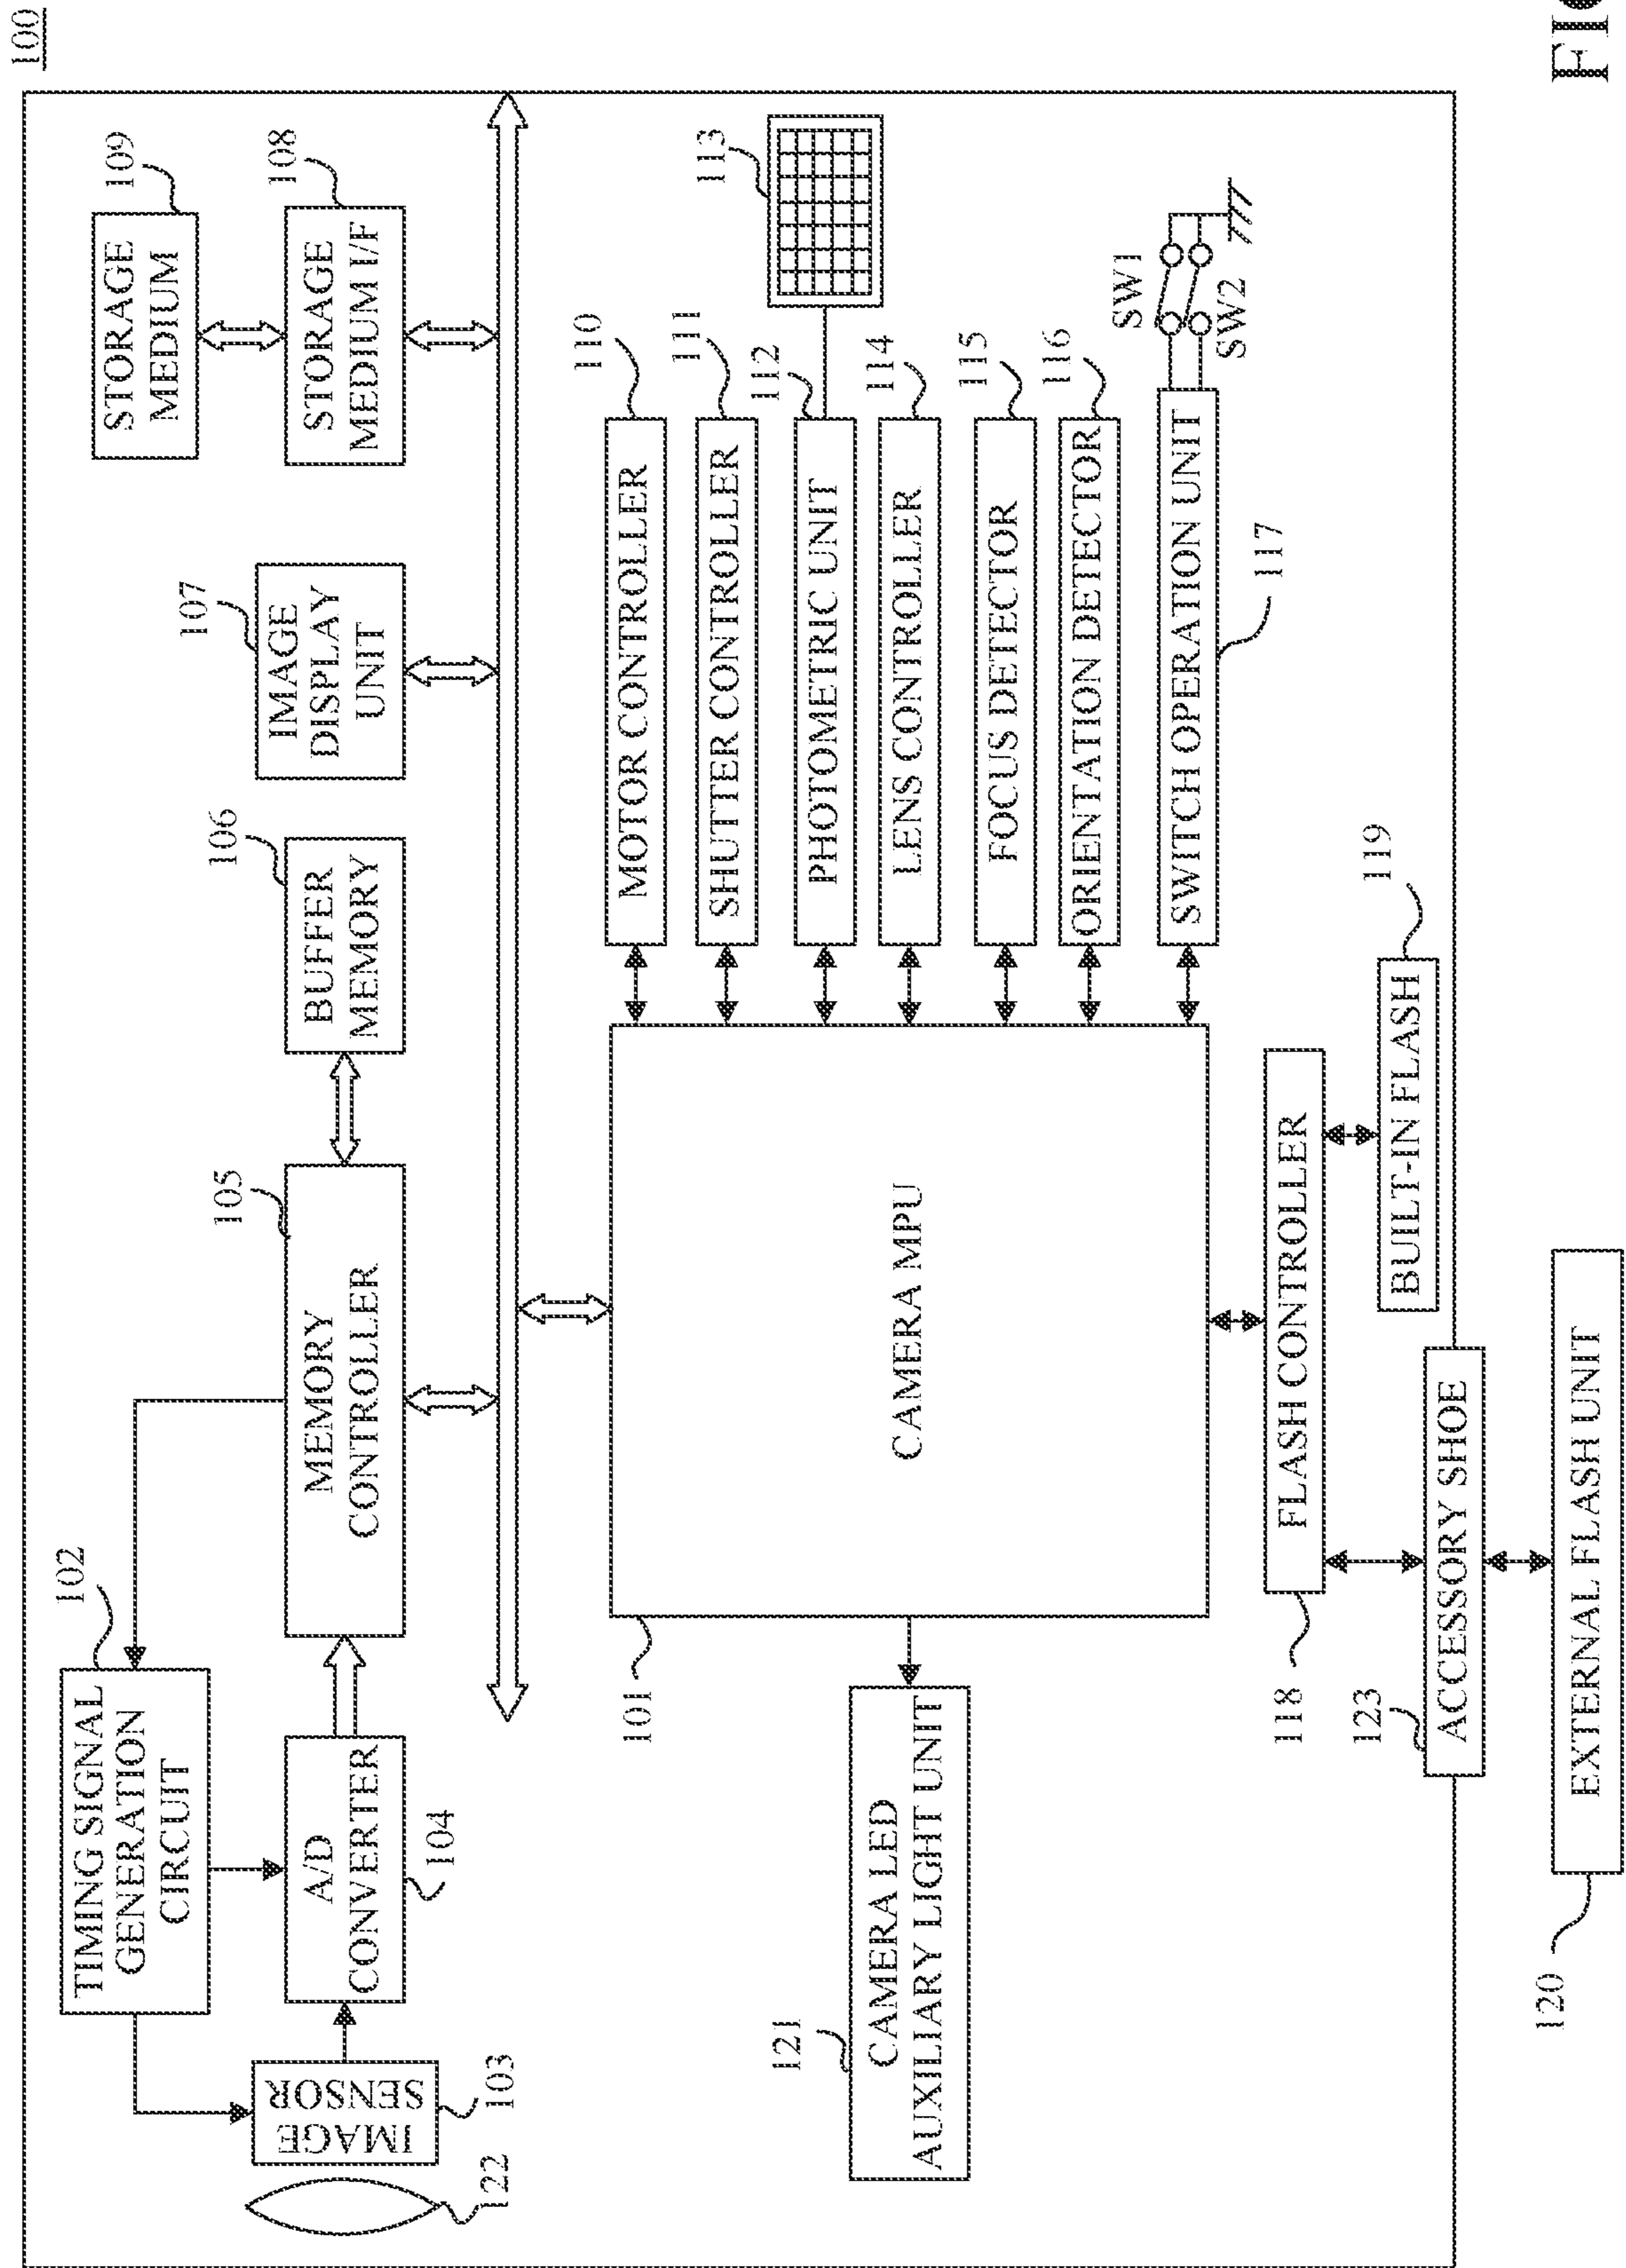 100
TIMING SIGNAL
GENERATION
CIRCUIT
102
IMAGE
SENSOR
103
122
A/D
CONVERTER
104
MEMORY
CONTROLLER
105
BUFFER
MEMORY
106
IMAGE
DISPLAY
UNIT
107
STORAGE
MEDIUM
109
STORAGE
MEDIUM I/F
108
CAMERA MPU
101
CAMERA LED
AUXILIARY LIGHT UNIT
121
MOTOR CONTROLLER
110
SHUTTER CONTROLLER
111
PHOTOMETRIC UNIT
112
113
LENS CONTROLLER
114
FOCUS DETECTOR
115
ORIENTATION DETECTOR
116
SWITCH OPERATION UNIT
117
SW1
SW2
FLASH CONTROLLER
118
BUILT-IN FLASH
119
ACCESSORY SHOE
123
EXTERNAL FLASH UNIT
120